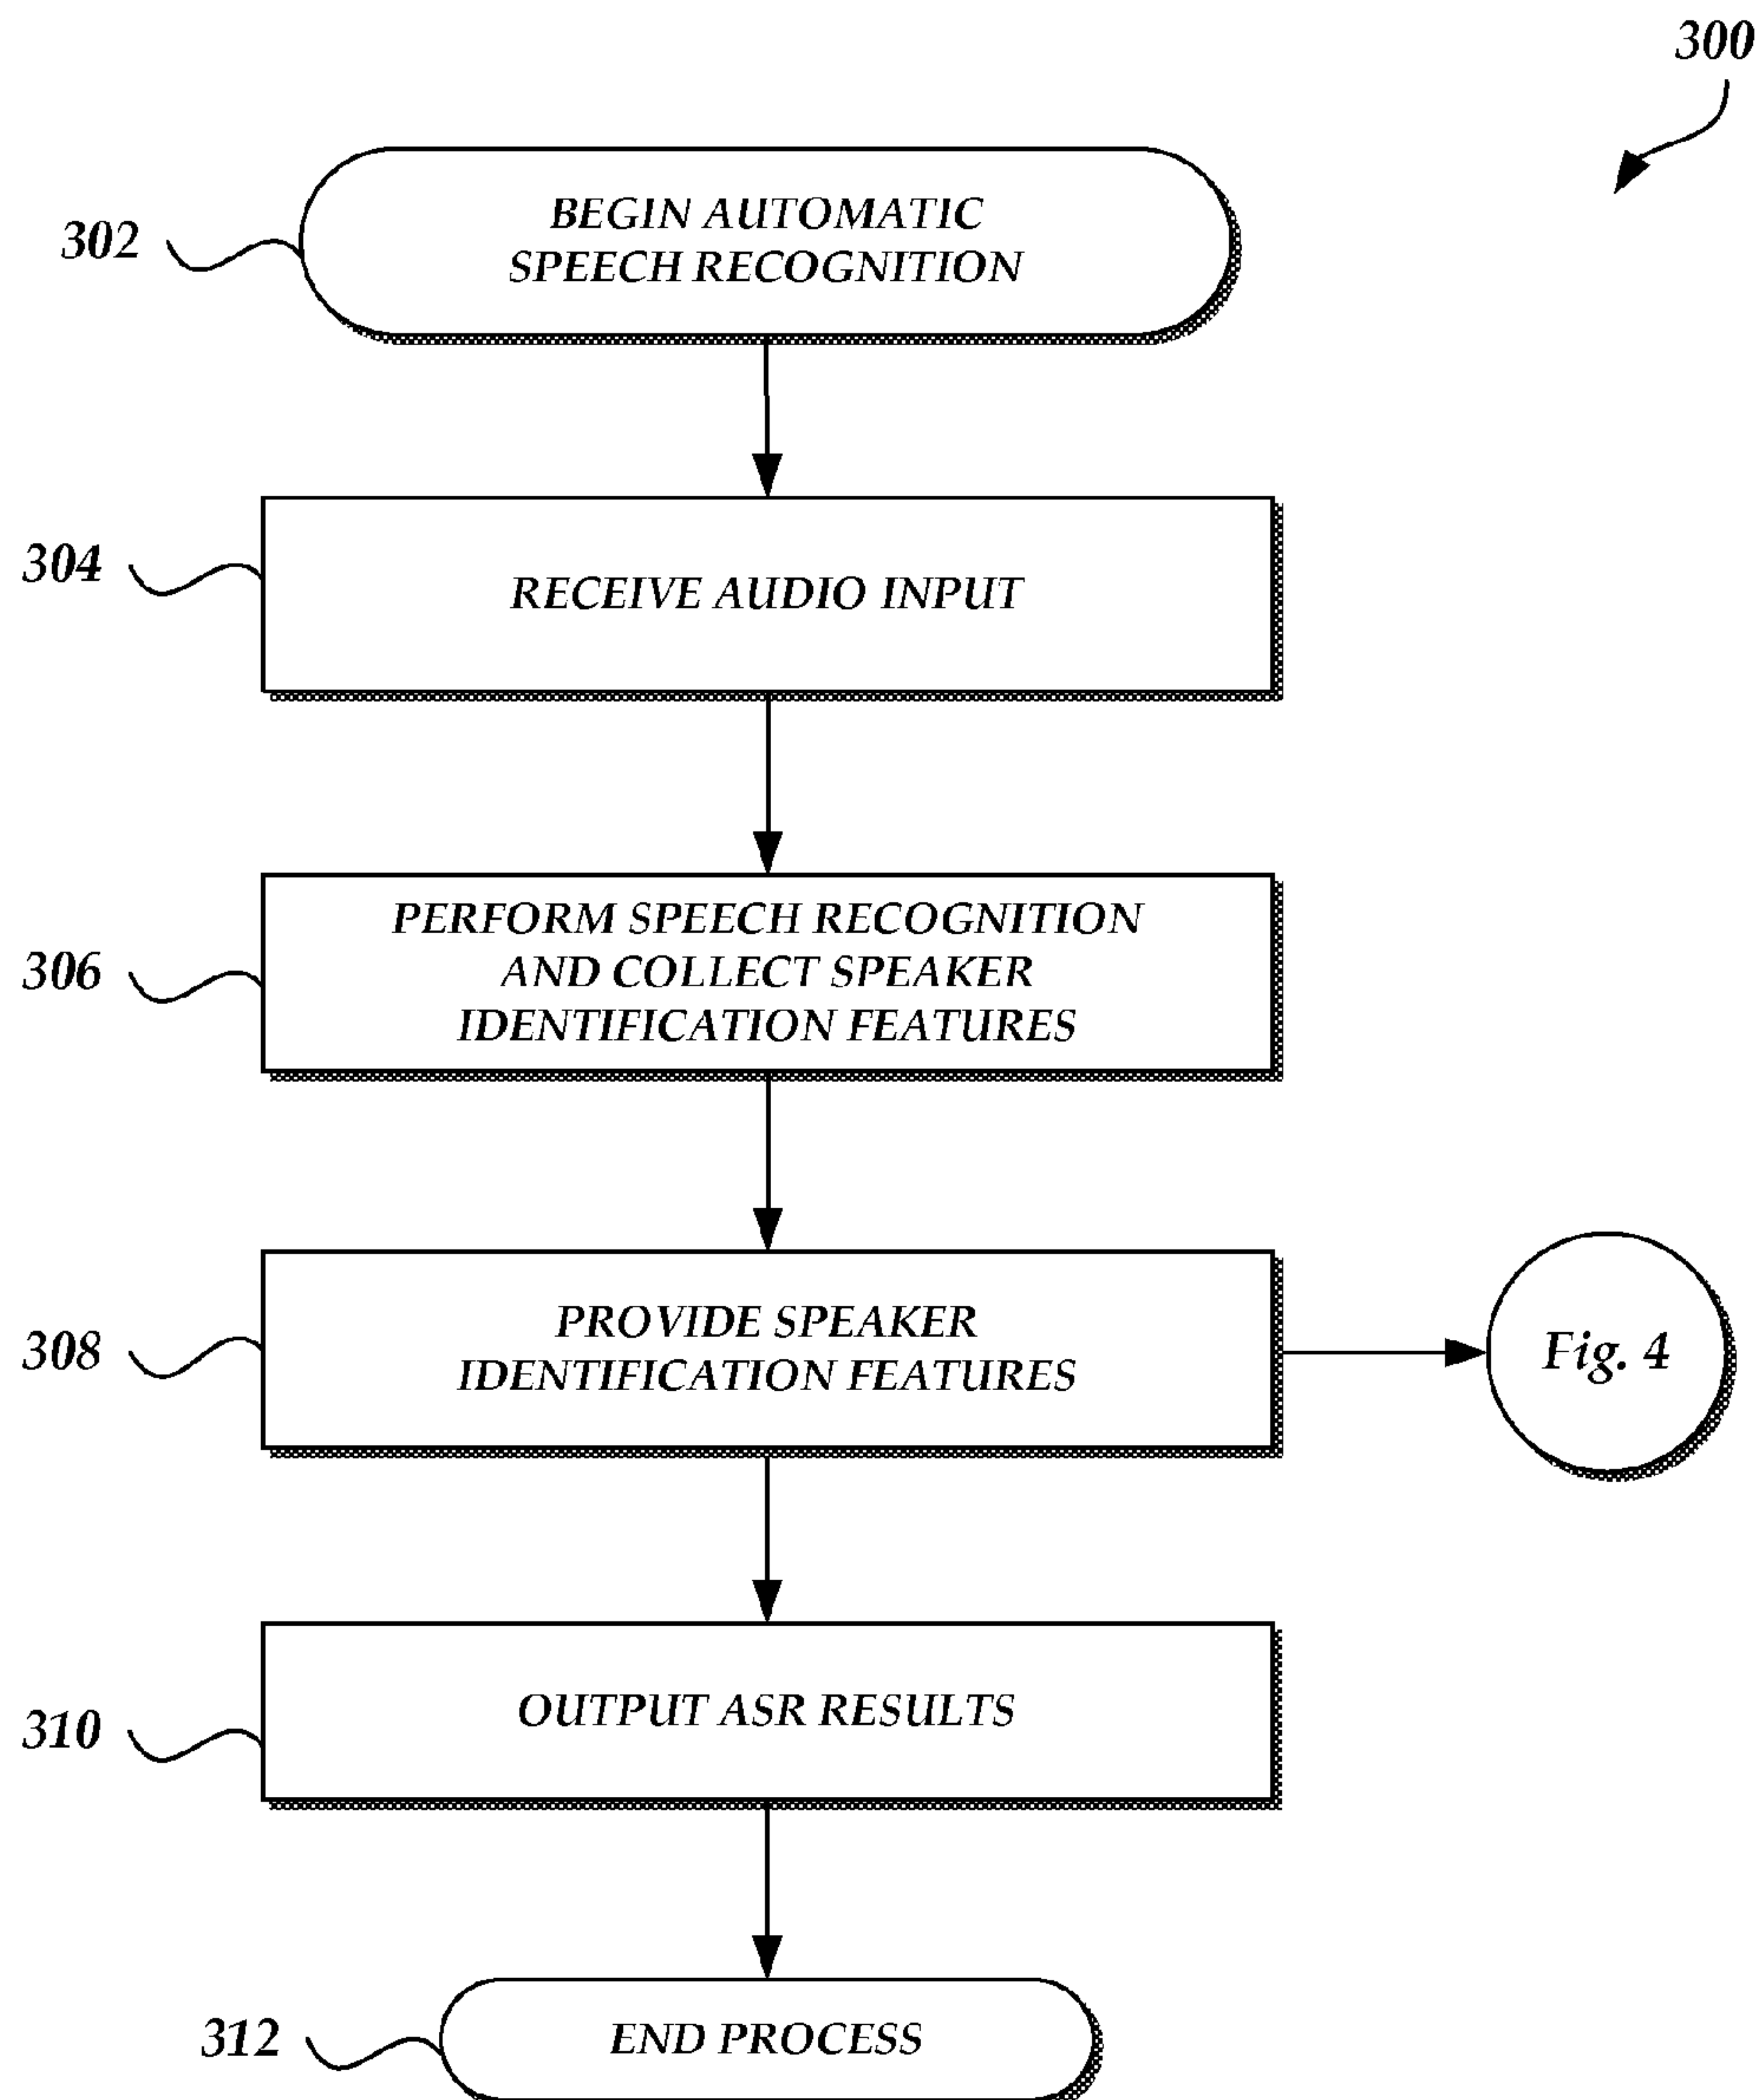 300
302
BEGIN AUTOMATIC
SPEECH RECOGNITION
304
RECEIVE AUDIO INPUT
306
PERFORM SPEECH RECOGNITION
AND COLLECT SPEAKER
IDENTIFICATION FEATURES
308
PROVIDE SPEAKER
IDENTIFICATION FEATURES
Fig. 4
310
OUTPUT ASR RESULTS
312
END PROCESS